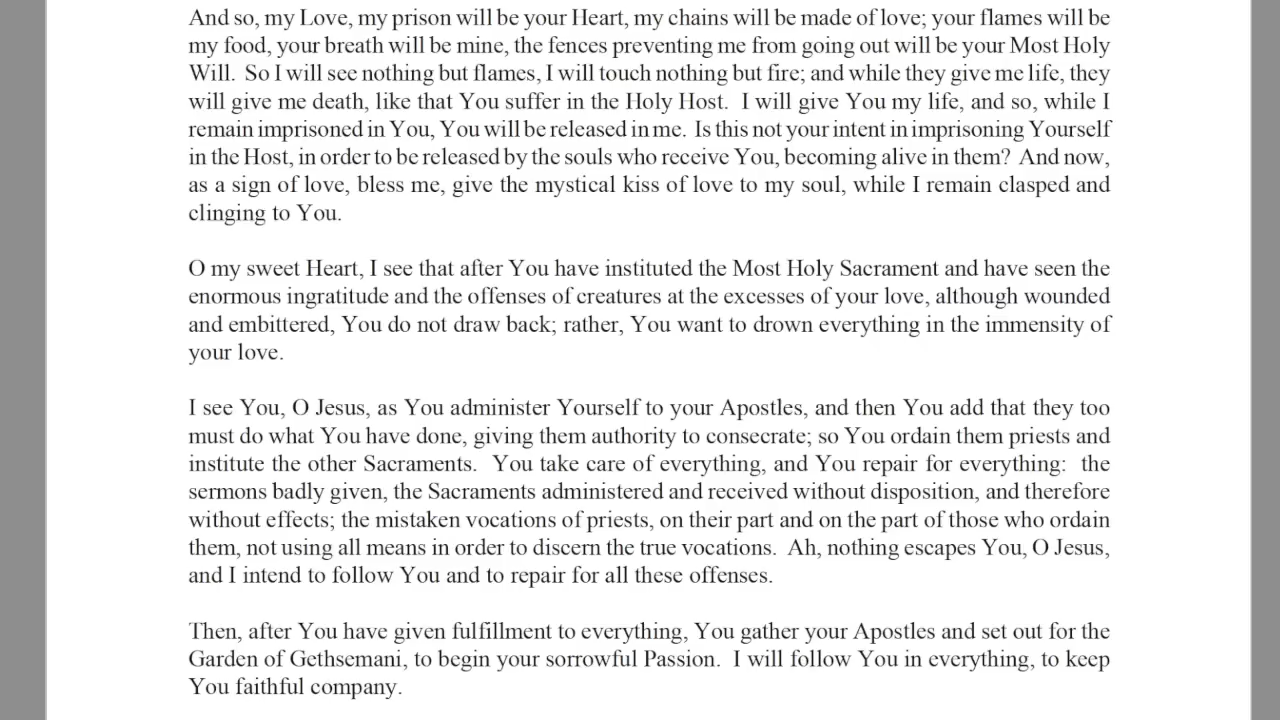 And so, my Love, my prison will be your Heart, my chains will be made of love; your flames will be
my food, your breath will be mine, the fences preventing me from going out will be your Most Holy
Will.  So I will see nothing but flames, I will touch nothing but fire; and while they give me life, they
will give me death, like that You suffer in the Holy Host.  I will give You my life, and so, while I
remain imprisoned in You, You will be released in me.  Is this not your intent in imprisoning Yourself
in the Host, in order to be released by the souls who receive You, becoming alive in them?  And now,
as a sign of love, bless me, give the mystical kiss of love to my soul, while I remain clasped and
clinging to You.
O my sweet Heart, I see that after You have instituted the Most Holy Sacrament and have seen the
enormous ingratitude and the offenses of creatures at the excesses of your love, although wounded
and embittered, You do not draw back; rather, You want to drown everything in the immensity of
your love.
I see You, O Jesus, as You administer Yourself to your Apostles, and then You add that they too
must do what You have done, giving them authority to consecrate; so You ordain them priests and
institute the other Sacraments.  You take care of everything, and You repair for everything:  the
sermons badly given, the Sacraments administered and received without disposition, and therefore
without effects; the mistaken vocations of priests, on their part and on the part of those who ordain
them, not using all means in order to discern the true vocations.  Ah, nothing escapes You, O Jesus,
and I intend to follow You and to repair for all these offenses.
Then, after You have given fulfillment to everything, You gather your Apostles and set out for the
Garden of Gethsemani, to begin your sorrowful Passion.  I will follow You in everything, to keep
You faithful company.